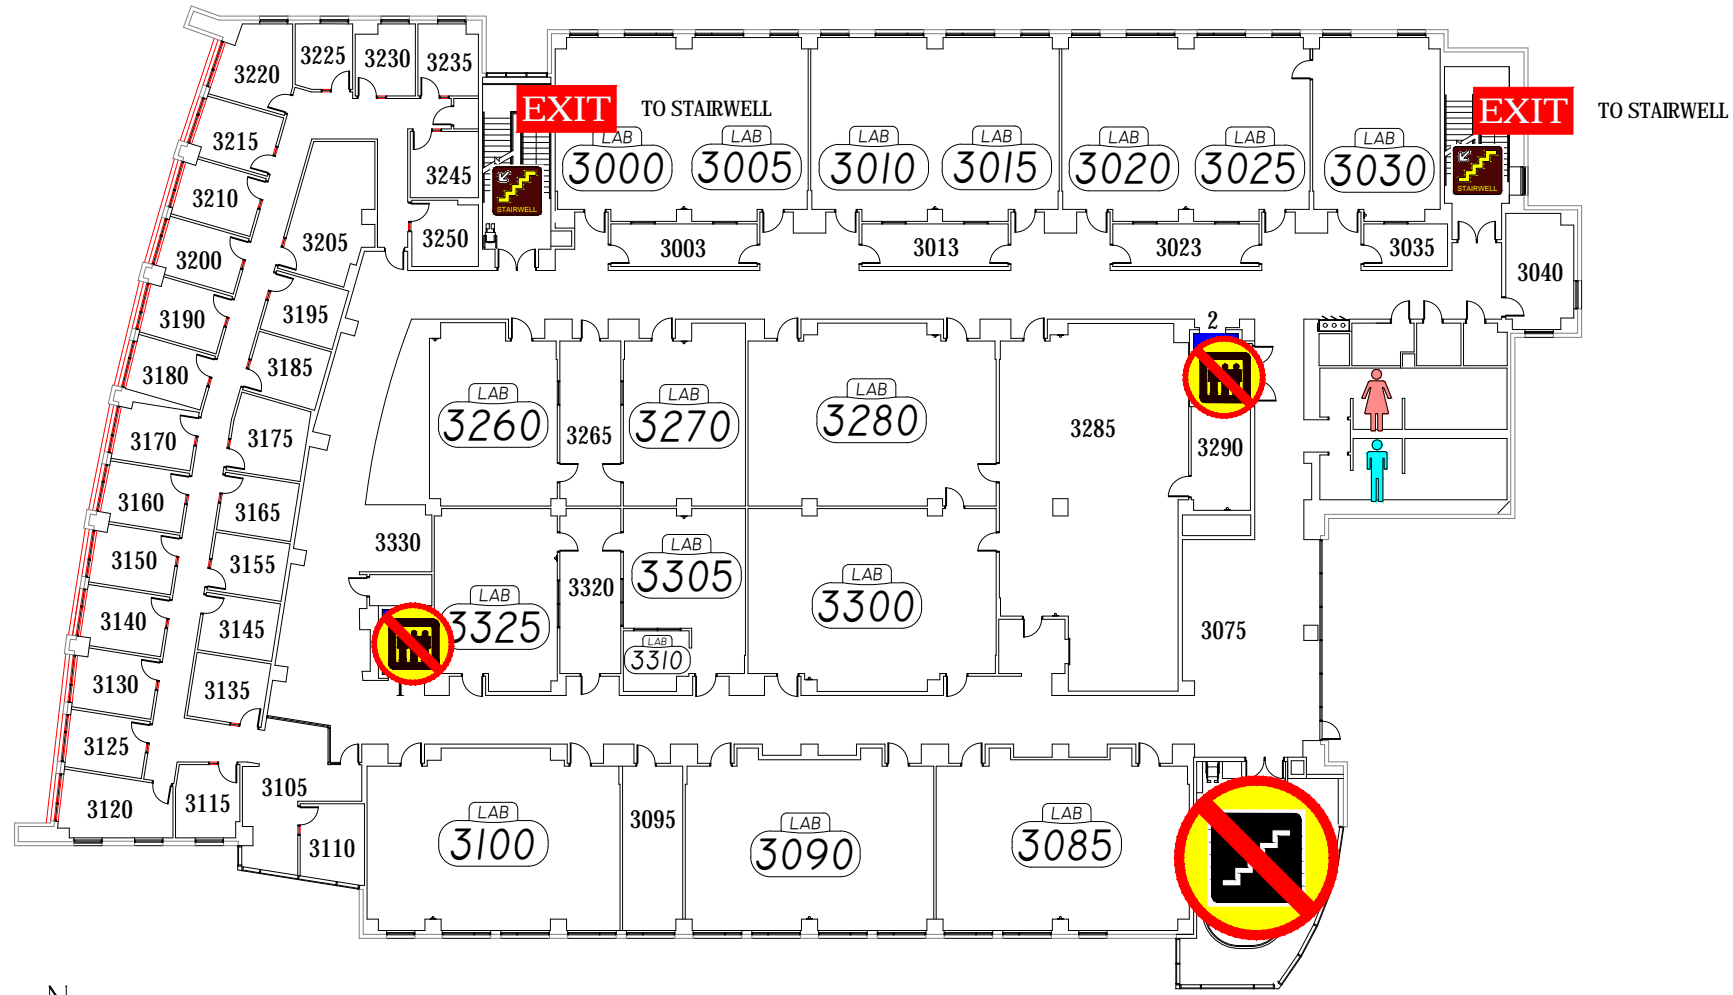 3220
3225
3230
3235
EXIT TO STAIRWELL
EXIT TO STAIRWELL
3215
3245
STAIRWELL
LAB
3000
LAB
3005
LAB
3010
LAB
3015
LAB
3020
LAB
3025
LAB
3030
STAIRWELL
3210
3205
3250
3003
3013
3023
3035
3040
3200
3195
3190
3185
3180
2
3175
3170
LAB
3260
3265
LAB
3270
LAB
3280
3285
3290
3165
3160
3155
3150
3330
LAB
3305
3145
3140
LAB
3325
3320
LAB
3300
3075
LAB
3310
3135
3130
1
3125
3120
3115
3105
3110
LAB
3100
3095
LAB
3090
LAB
3085
N